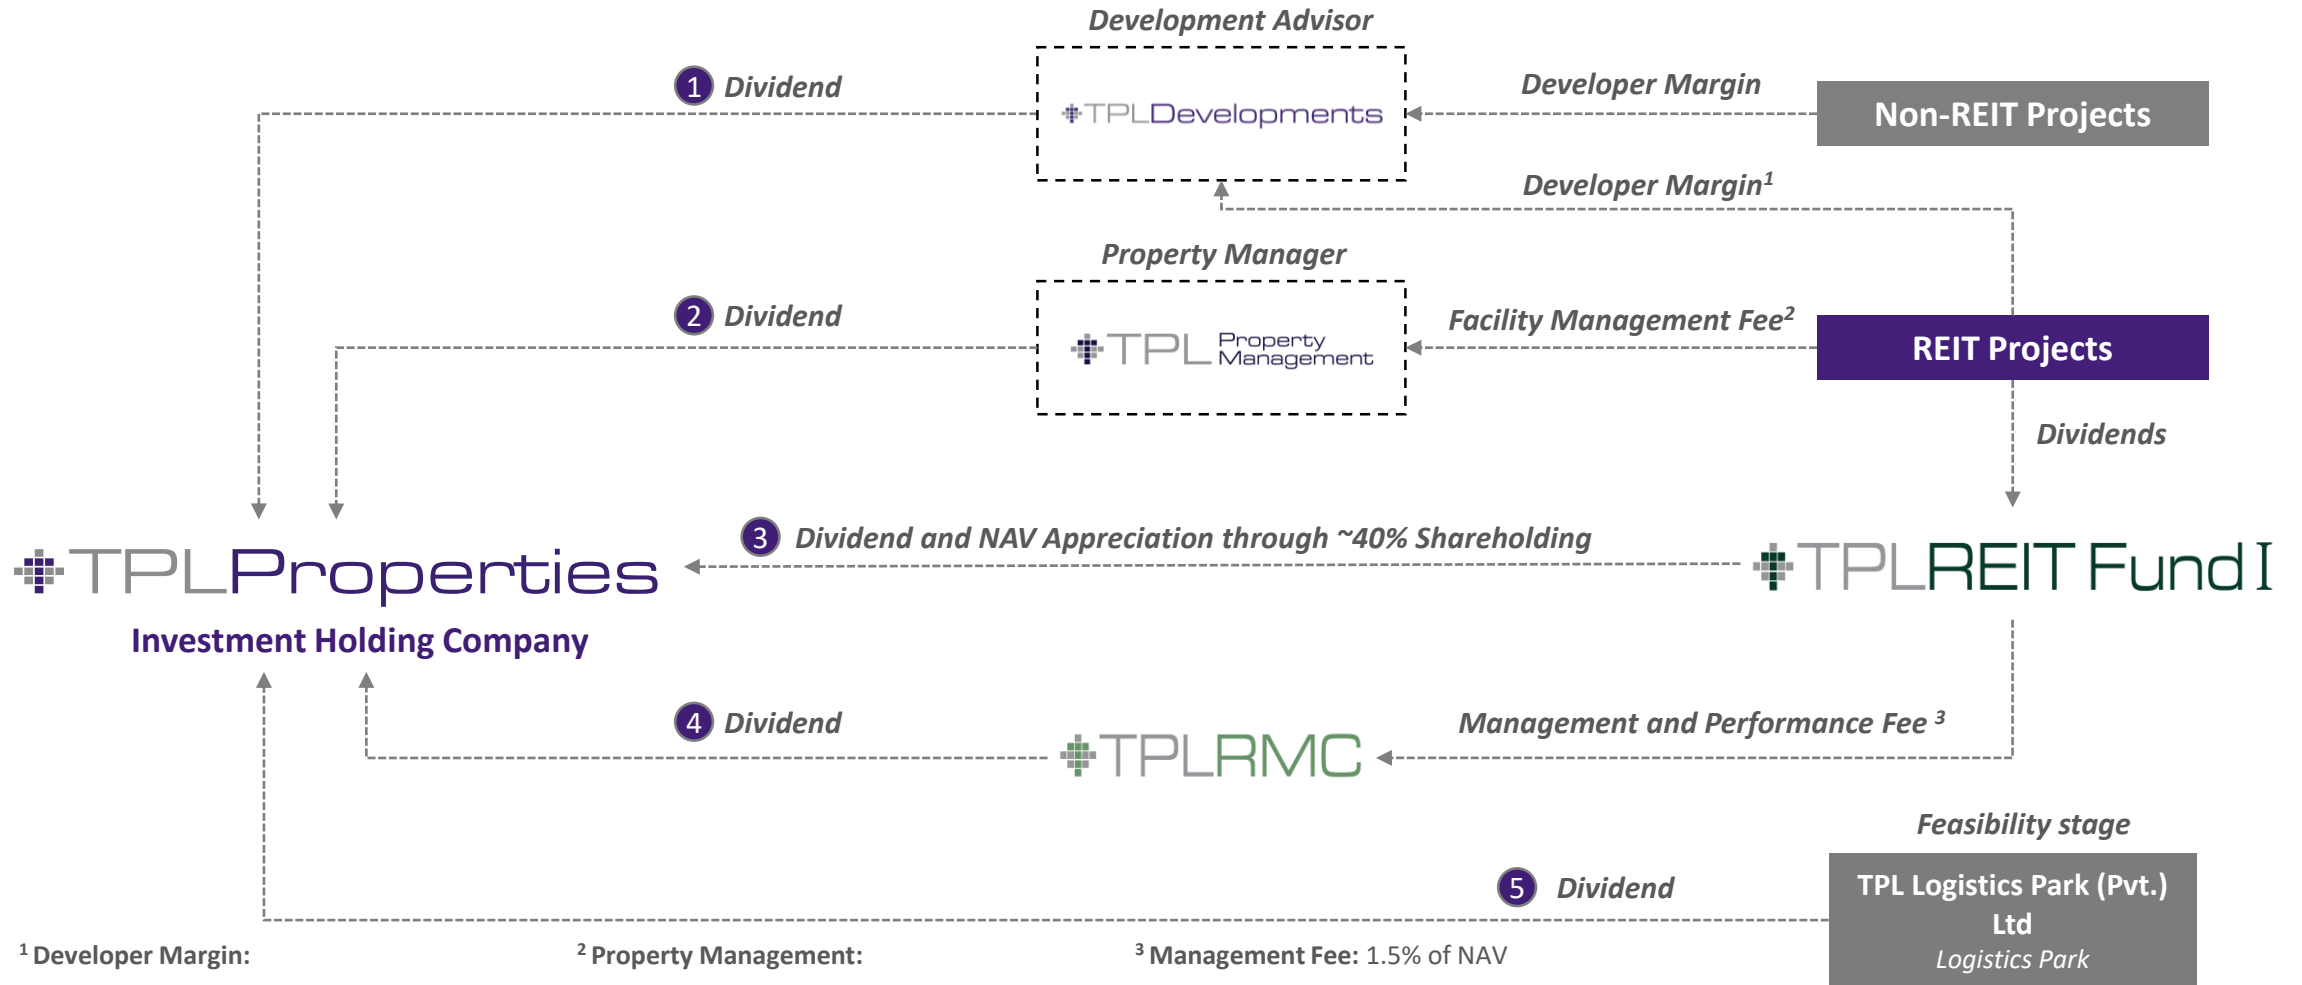 Development Advisor
1 Dividend
TPLDevelopments
Developer Margin
Non-REIT Projects
Developer Margin¹
Property Manager
2 Dividend
TPL Property
Management
Facility Management Fee²
REIT Projects
Dividends
3 Dividend and NAV Appreciation through ~40% Shareholding
TPLProperties
TPLREIT Fund I
Investment Holding Company
4 Dividend
TPLRMC
Management and Performance Fee ³
Feasibility stage
5 Dividend
TPL Logistics Park (Pvt.)
Ltd
Logistics Park
¹ Developer Margin:
² Property Management:
³ Management Fee: 1.5% of NAV